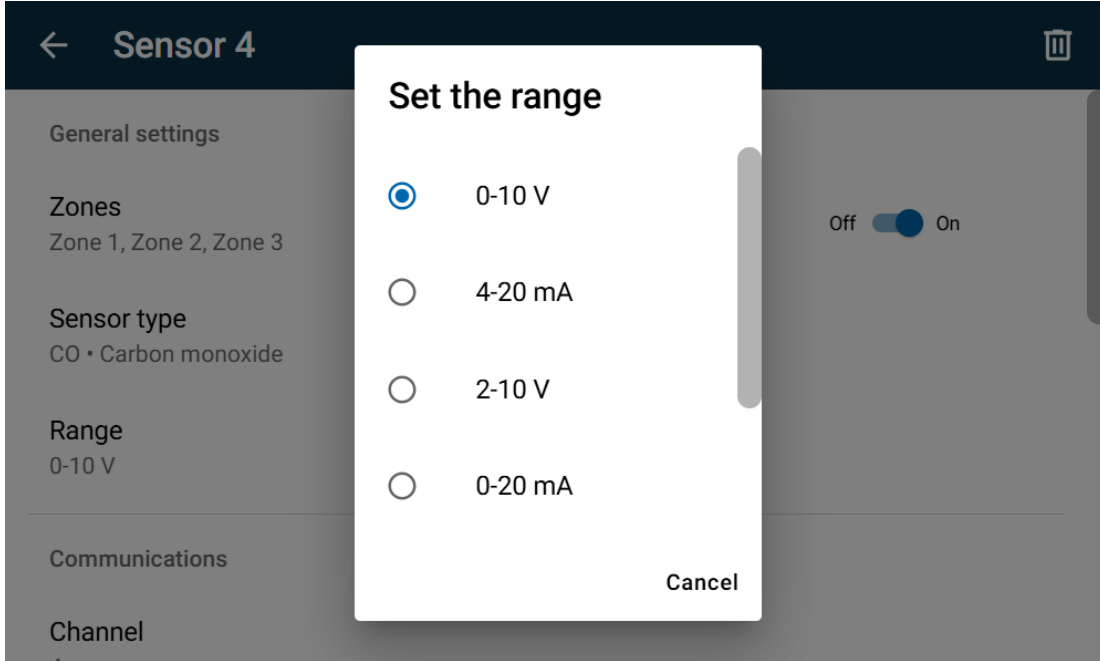 Sensor 4
General settings
Zones
Zone 1, Zone 2, Zone 3
Off
On
Sensor type
CO • Carbon monoxide
Range
0-10 V
Communications
Channel
Set the range
0-10 V
4-20 mA
2-10 V
0-20 mA
Cancel